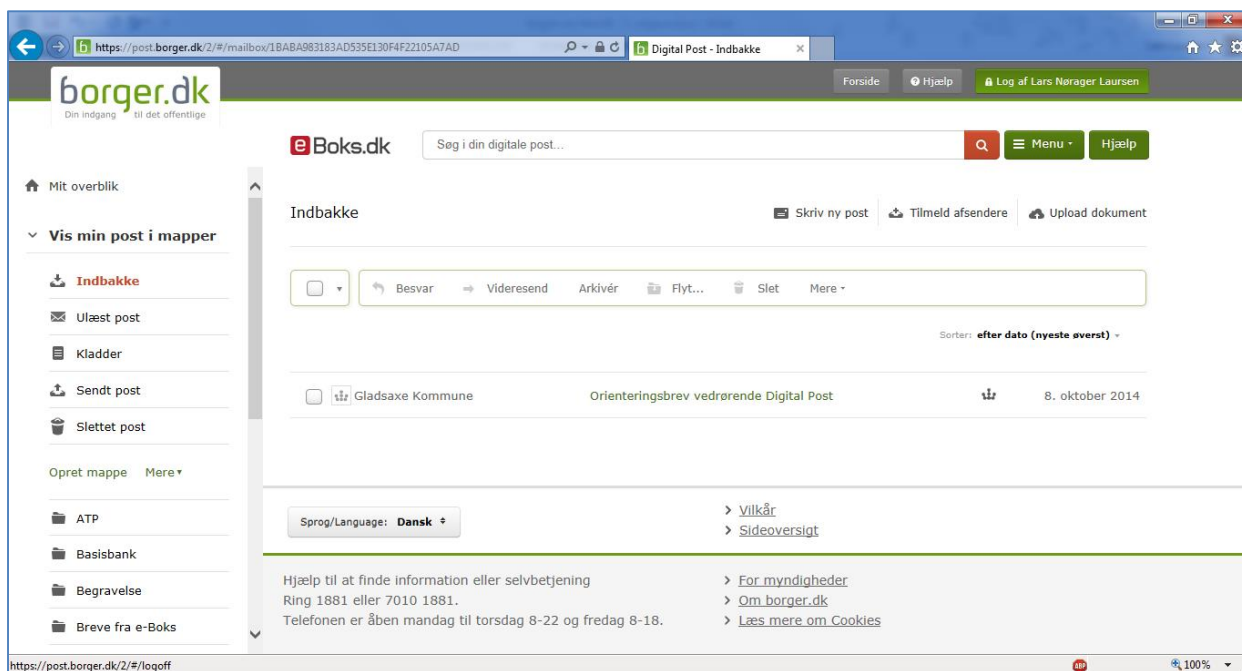 https://post.borger.dk/2/#/mailbox/1BABA983183AD535E130F4F22105A7AD
Digital Post - Indbakke
borger.dk
Din indgang til det offentlige
Forside
Hjælp
Log af Lars Nørager Laursen
eBoks.dk
Søg i din digitale post...
Menu
Hjælp
Mit overblik
Vis min post i mapper
Indbakke
Ulæst post
Kladder
Sendt post
Slettet post
Opret mappe Mere
ATP
Basisbank
Begravelse
Breve fra e-Boks
Indbakke
Skriv ny post
Tilmeld afsendere
Upload dokument
Besvar Videresend Arkivér Flyt... Slet Mere
Sorter: efter dato (nyeste øverst)
Gladsaxe Kommune Orienteringsbrev vedrørende Digital Post 8. oktober 2014
Sprog/Language: Dansk
Vilkår
Sideoversigt
Hjælp til at finde information eller selvbetjening
Ring 1881 eller 7010 1881.
Telefonen er åben mandag til torsdag 8-22 og fredag 8-18.
For myndigheder
Om borger.dk
Læs mere om Cookies
https://post.borger.dk/2/#/logoff
ABP
100%